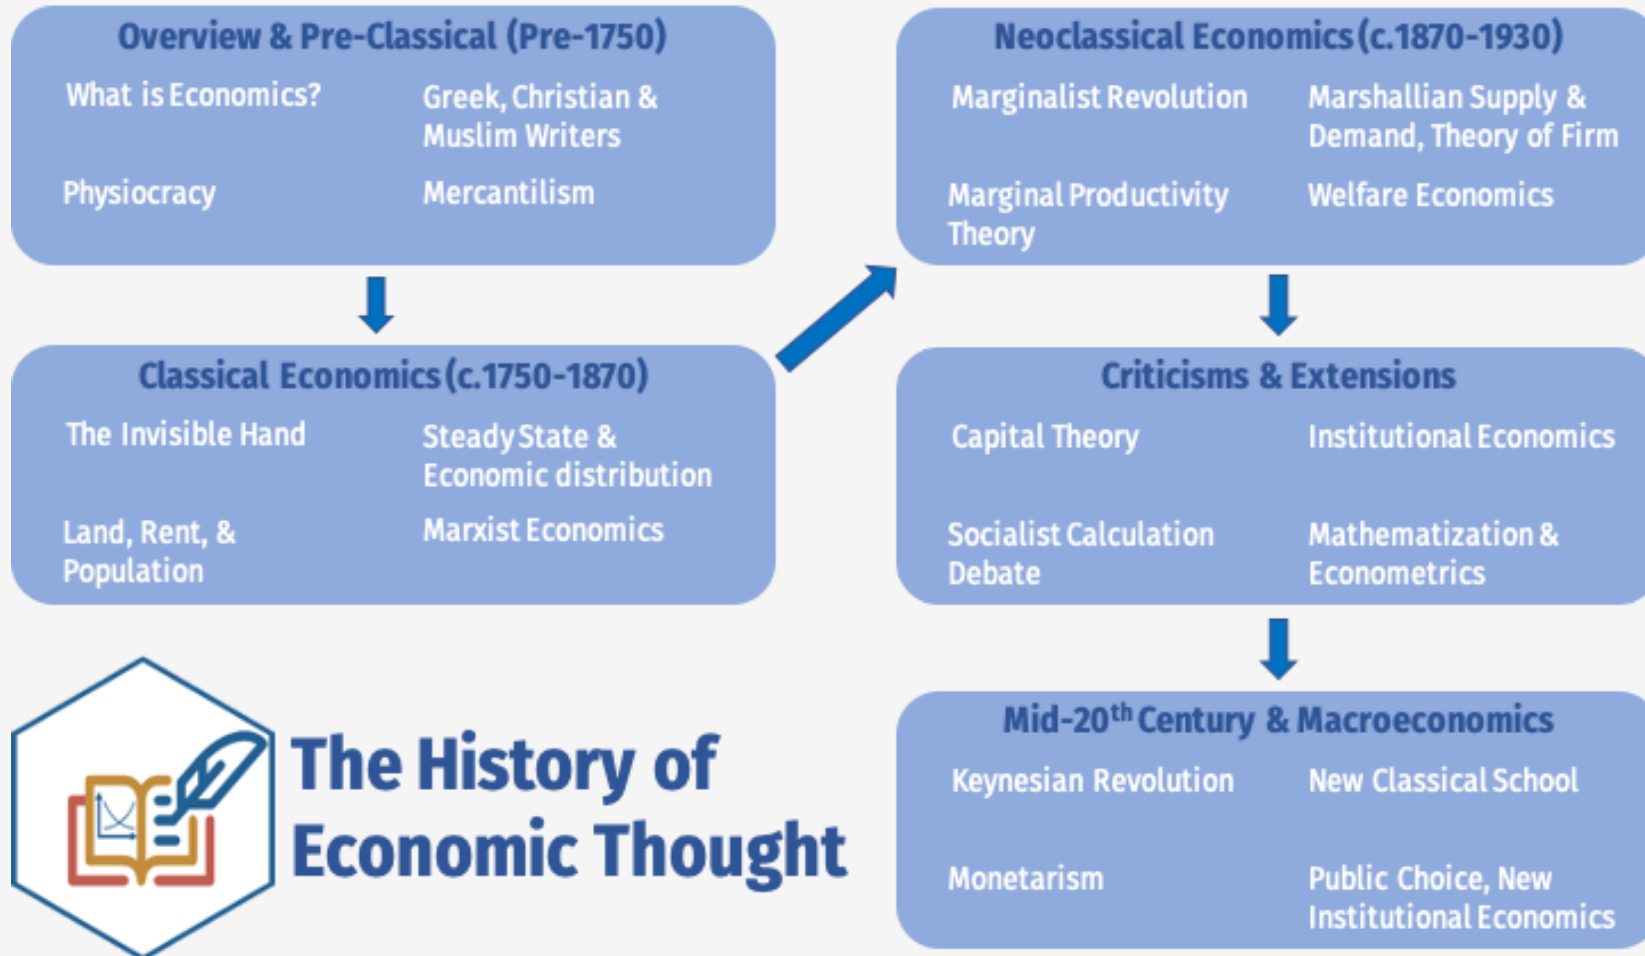 Overview & Pre-Classical (Pre-1750)
What is Economics?
Greek, Christian &
Muslim Writers
Physiocracy
Mercantilism
Classical Economics (c.1750-1870)
The Invisible Hand
Steady State &
Economic distribution
Land, Rent, &
Population
Marxist Economics
Neoclassical Economics (c.1870-1930)
Marginalist Revolution
Marshallian Supply &
Demand, Theory of Firm
Marginal Productivity
Theory
Welfare Economics
Criticisms & Extensions
Capital Theory
Institutional Economics
Socialist Calculation
Debate
Mathematization &
Econometrics
Mid-20th Century & Macroeconomics
Keynesian Revolution
New Classical School
Monetarism
Public Choice, New
Institutional Economics
The History of
Economic Thought